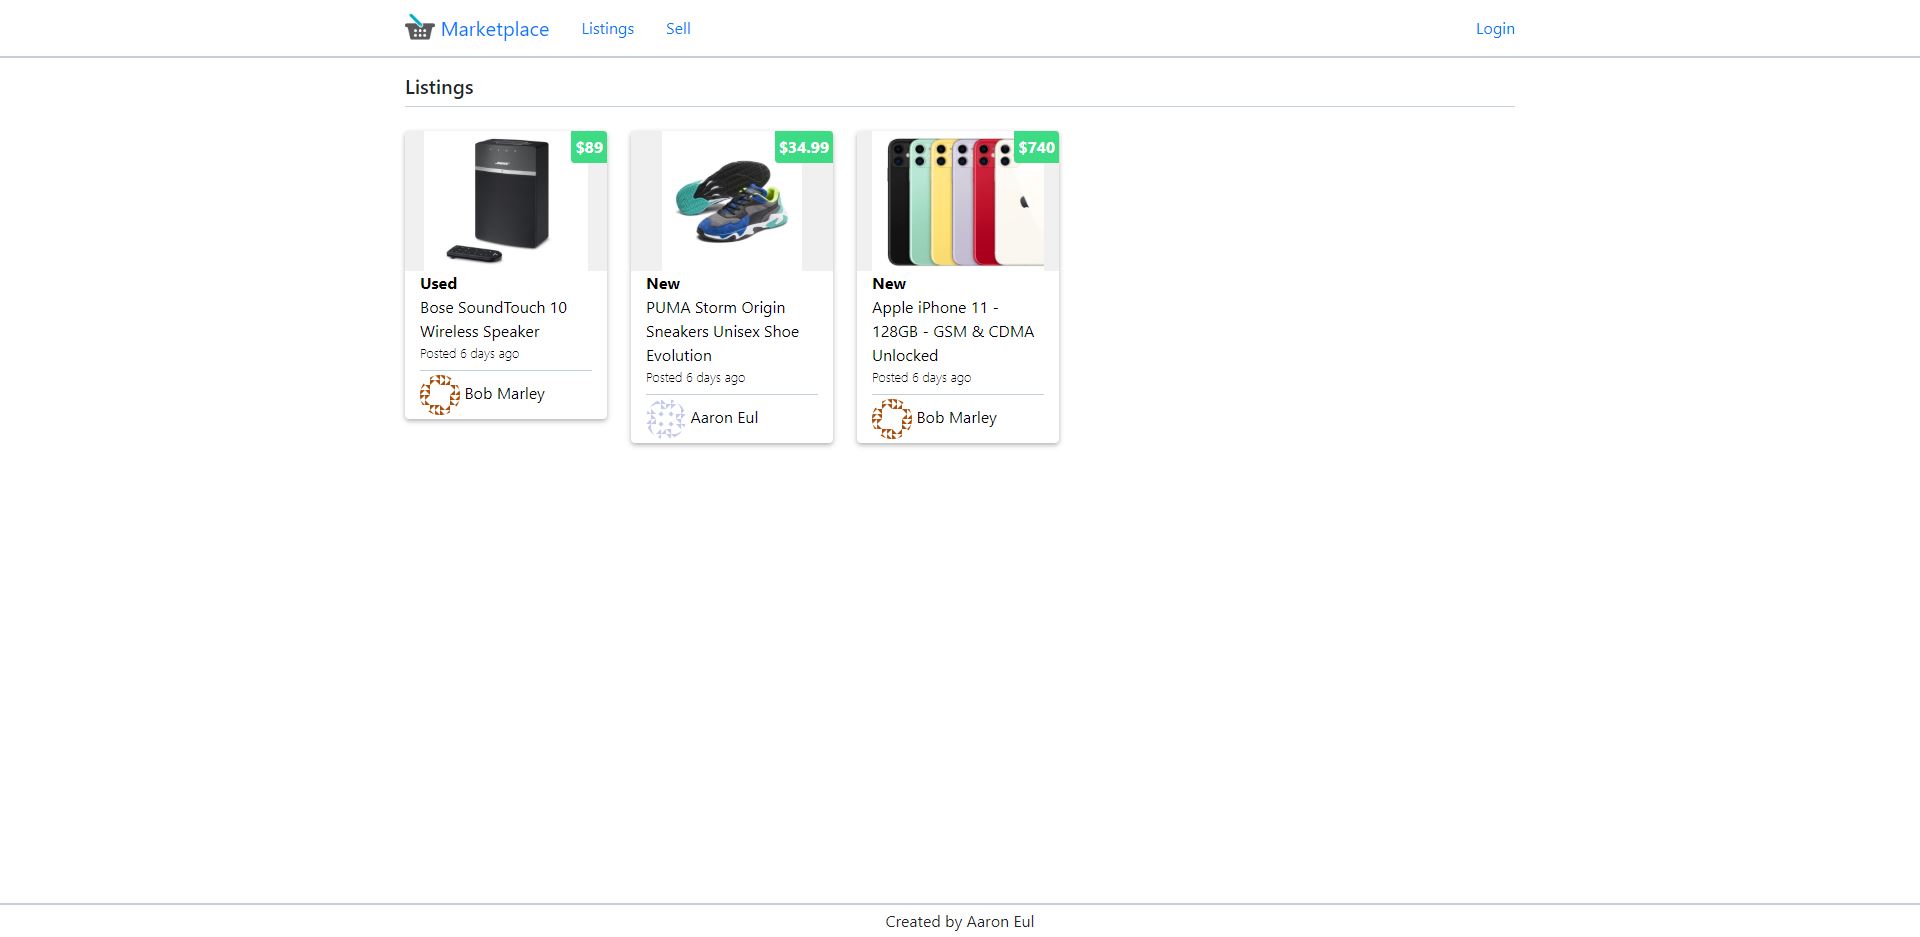 Marketplace
Listings
Sell
Login
Listings
$89
Used
Bose SoundTouch 10
Wireless Speaker
Posted 6 days ago
Bob Marley
$34.99
New
PUMA Storm Origin
Sneakers Unisex Shoe
Evolution
Posted 6 days ago
Aaron Eul
$740
New
Apple iPhone 11 -
128GB - GSM & CDMA
Unlocked
Posted 6 days ago
Bob Marley
Created by Aaron Eul